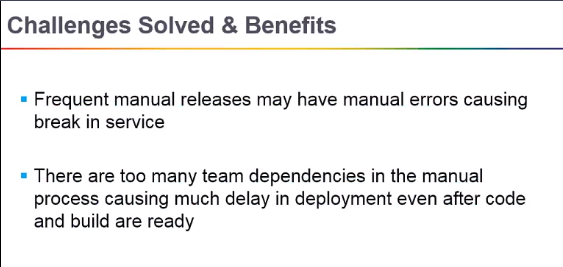 Challenges Solved & Benefits
Frequent manual releases may have manual errors causing
break in service
There are too many team dependencies in the manual
process causing much delay in deployment even after code
and build are ready